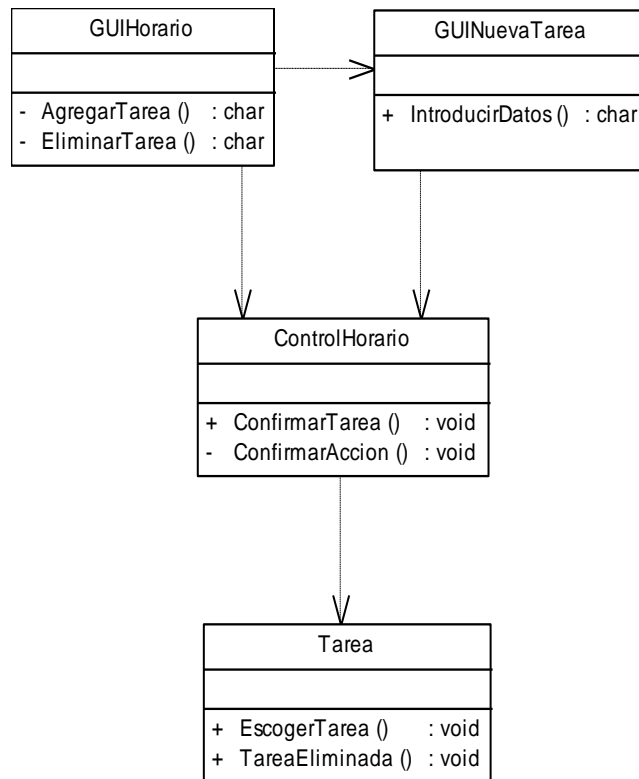 GUIHorario
- AgregarTarea () : char
- EliminarTarea () : char
GUINuevaTarea
+ IntroducirDatos () : char
ControlHorario
+ ConfirmarTarea () : void
- ConfirmarAccion () : void
Tarea
+ EscogerTarea () : void
+ TareaEliminada () : void